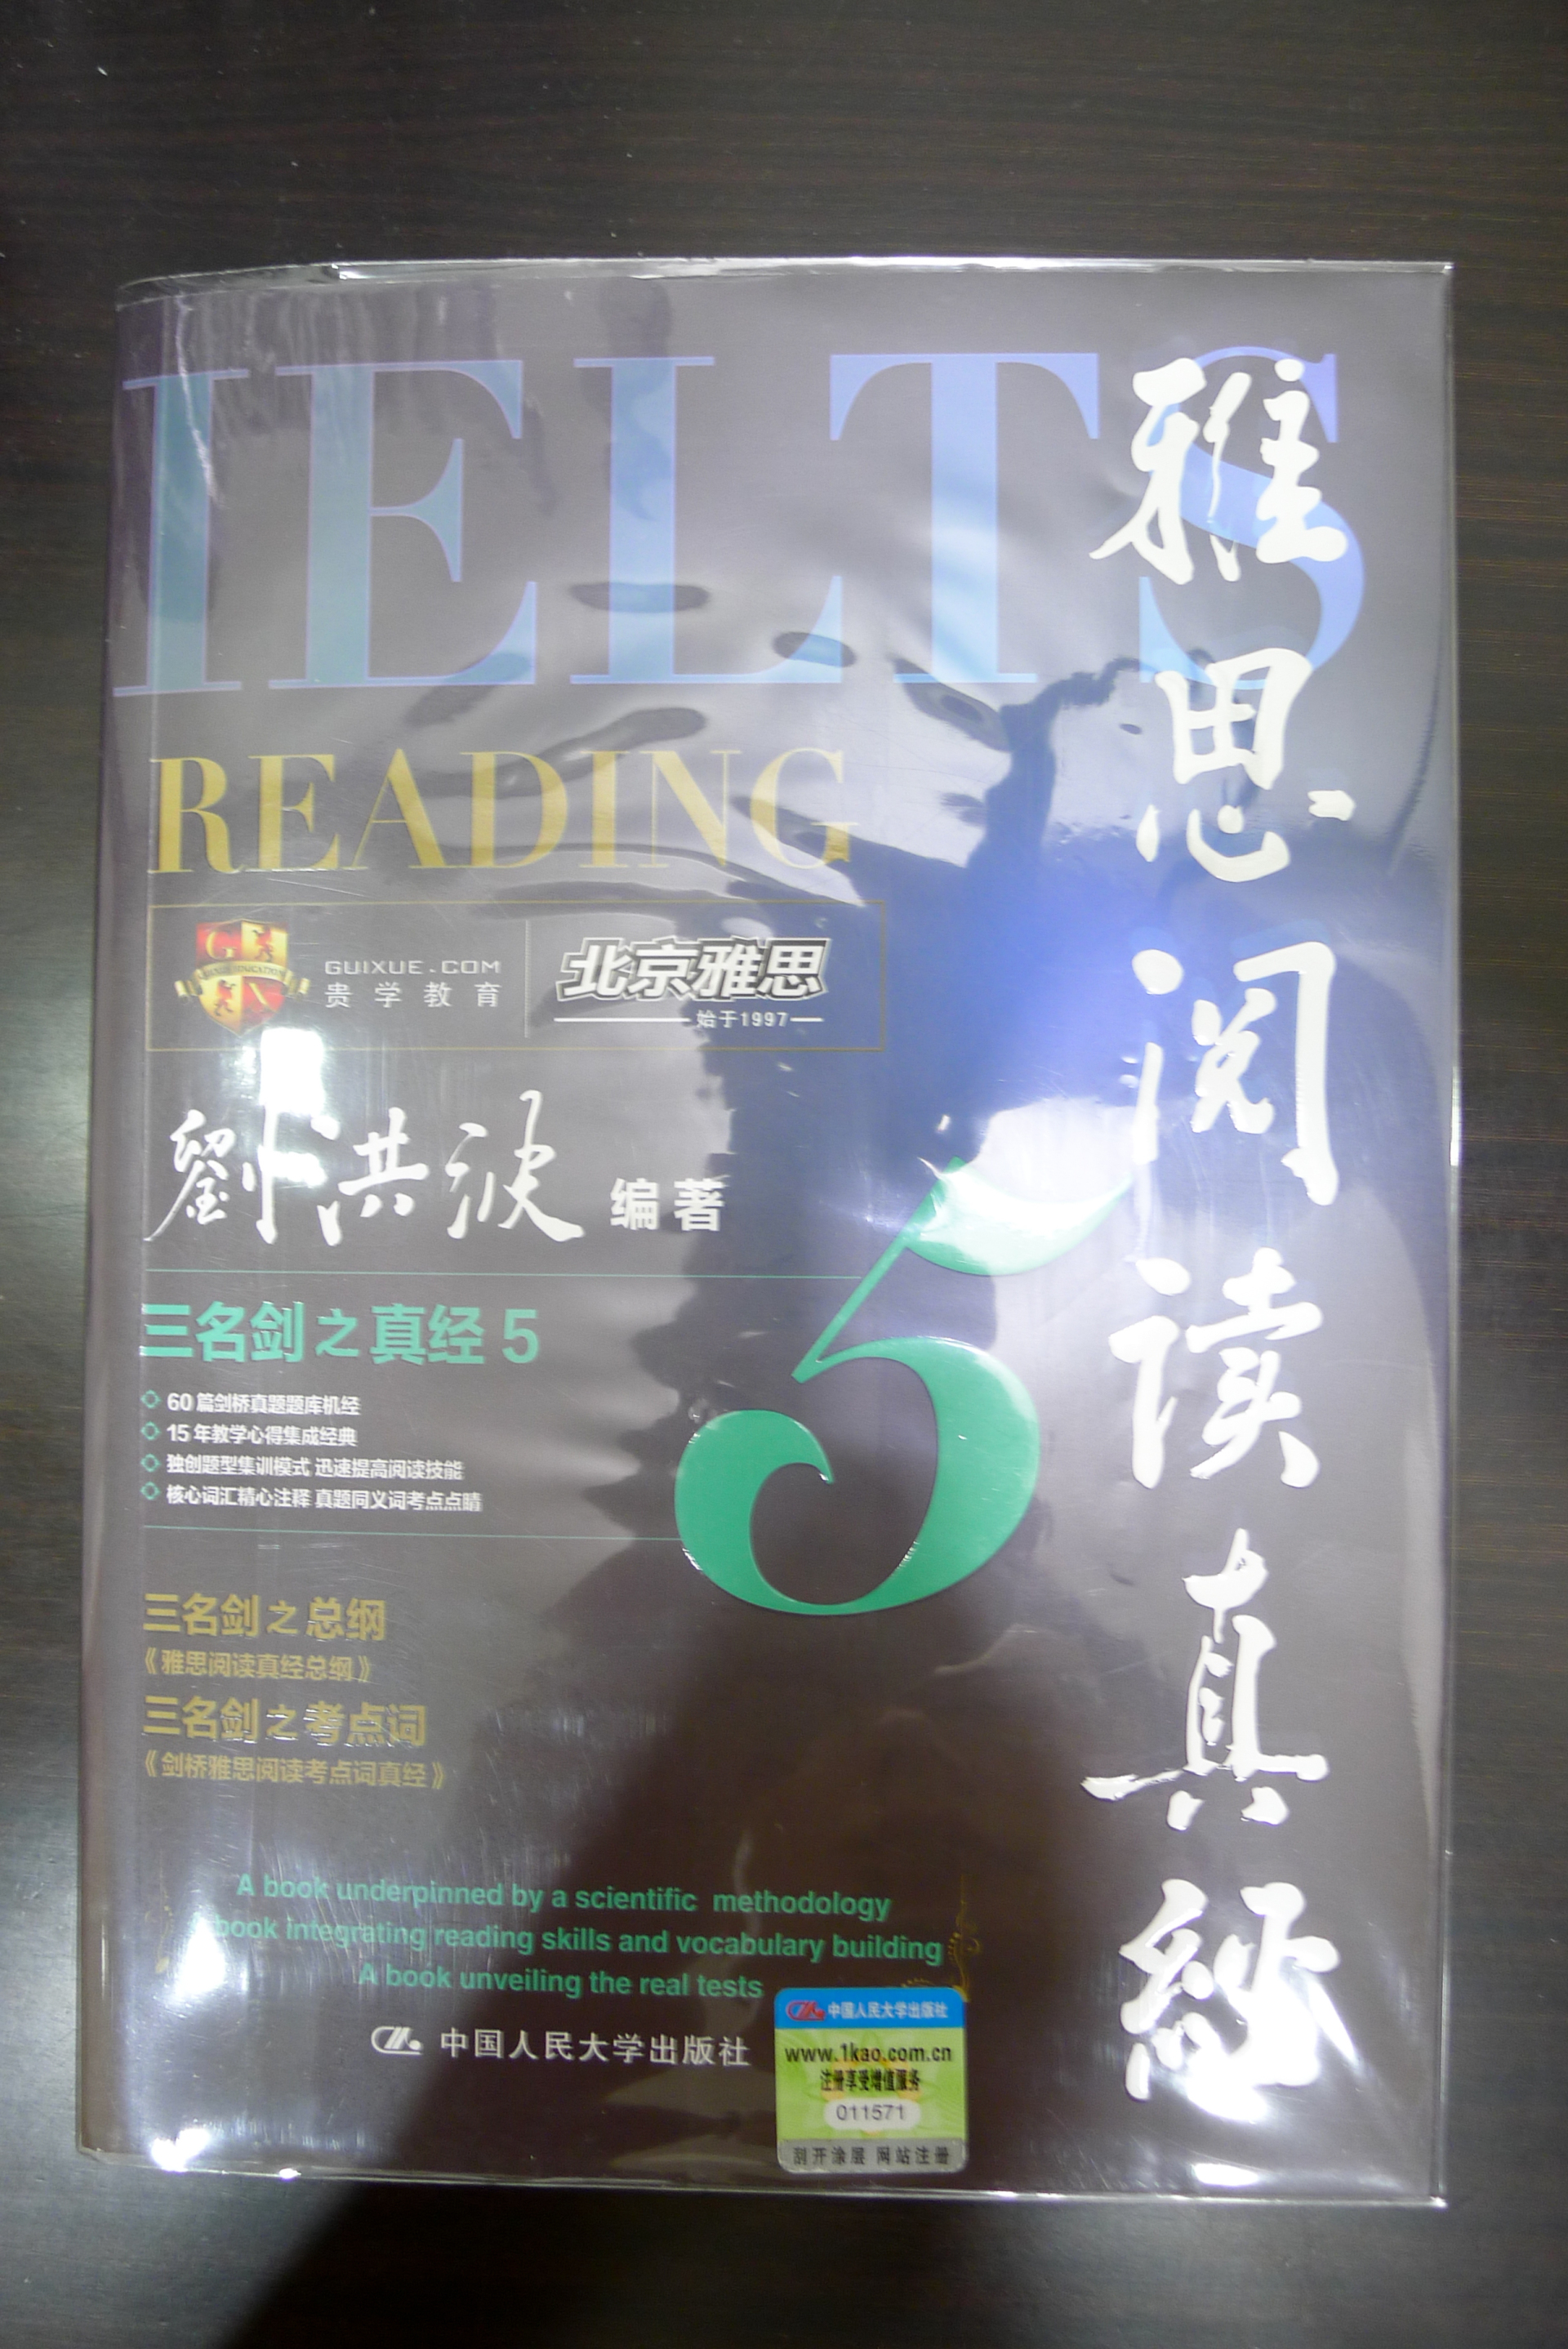 IELTS
雅思阅读真经
READING
GUIXUE.COM
贵学教育
北京雅思
始于1997
劉洪波 编著
5
三名剑之真经 5
60 篇剑桥真题题库机经
15 年教学心得集成经典
独创题型集训模式 迅速提高阅读技能
核心词汇精心注释 真题同义词考点点睛
三名剑之总纲
《雅思阅读真经总纲》
三名剑之考点词
《剑桥雅思阅读考点词真经》
A book underpinned by a scientific methodology
book integrating reading skills and vocabulary building
A book unveiling the real tests
中国人民大学出版社
中国人民大学出版社
www.1kao.com.cn
注册享受增值服务
011571
刮开涂层 网站注册